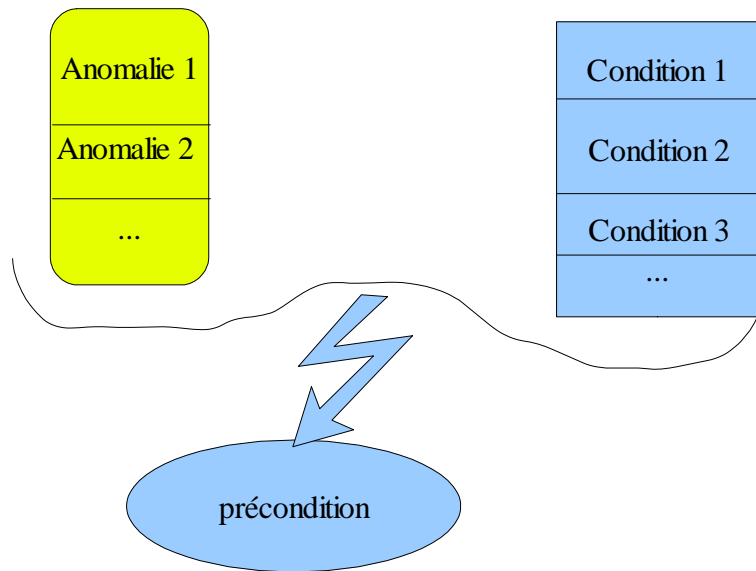 Anomalie 1
Anomalie 2
...
Condition 1
Condition 2
Condition 3
...
précondition